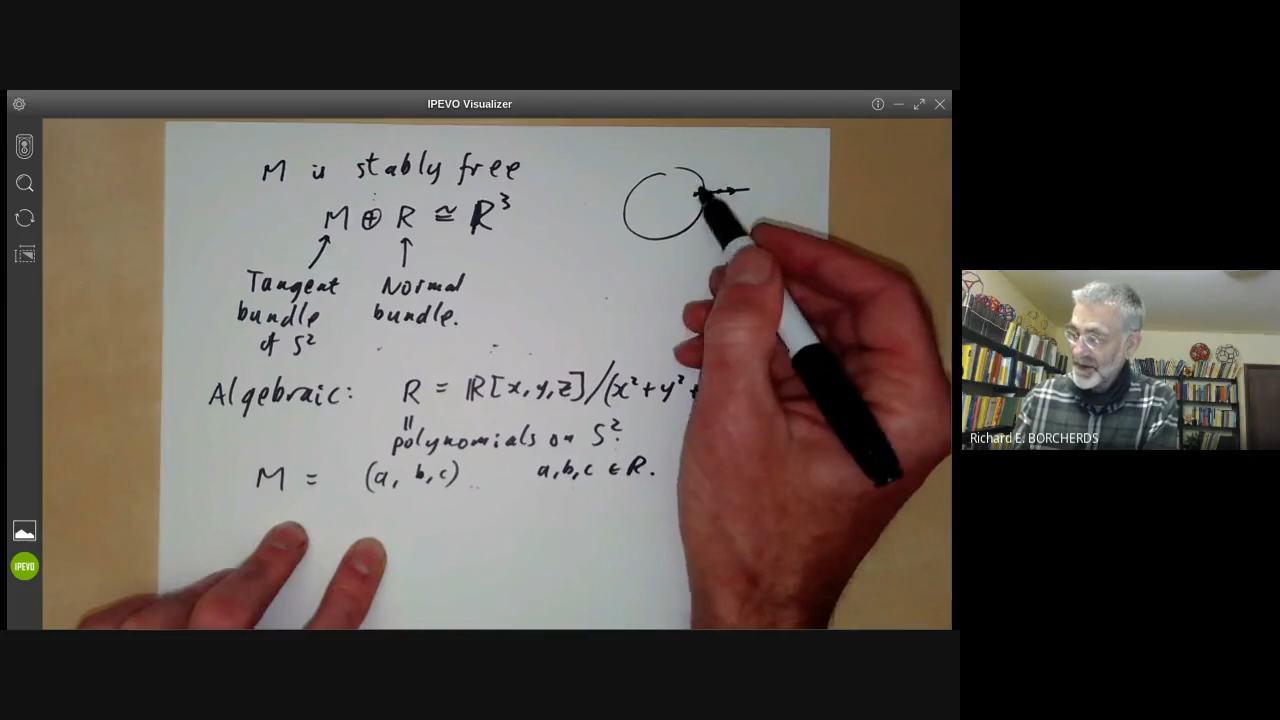 IPEVO Visualizer
M is stably free
M ⊕ R ≅ R³
Tangent bundle of S²
Normal bundle.
Algebraic: R = ℝ[x,y,z]/(x²+y²+
"
polynomials on S².
M = (a, b, c) a,b,c ∈ R.
IPEVO
Richard E. BORCHERDS